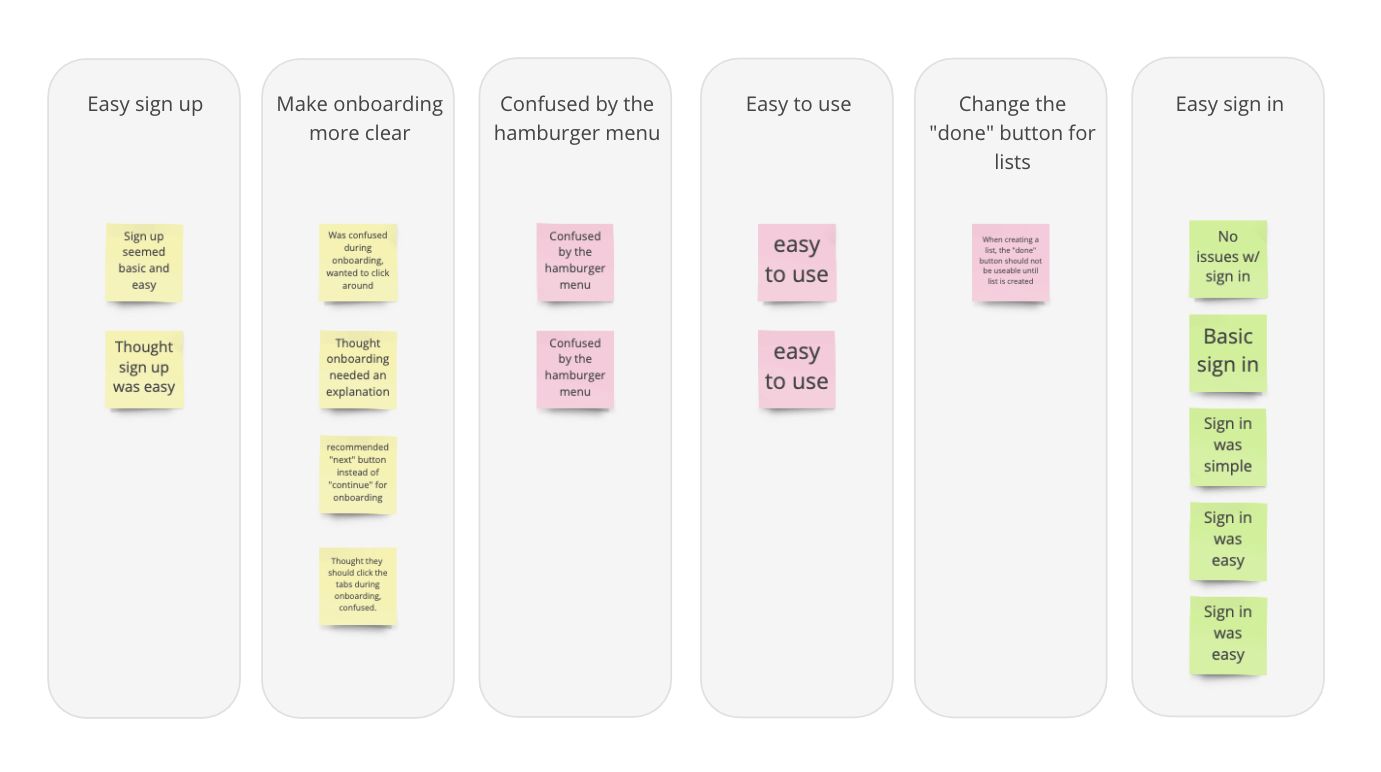 Easy sign up
Sign up
seemed
basic and
easy
Thought
sign up
was easy
Make onboarding
more clear
Was confused
during
onboarding,
wanted to click
around
Thought
onboarding
needed an
explanation
recommended
"next" button
instead of
"continue" for
onboarding
Thought they
should click the
tabs during
onboarding,
confused.
Confused by the
hamburger menu
Confused
by the
hamburger
menu
Confused
by the
hamburger
menu
Easy to use
easy
to use
easy
to use
Change the
"done" button for
lists
When creating a
list, the "done"
button should not
be useable until
list is created
Easy sign in
No
issues w/
sign in
Basic
sign in
Sign in
was
simple
Sign in
was
easy
Sign in
was
easy